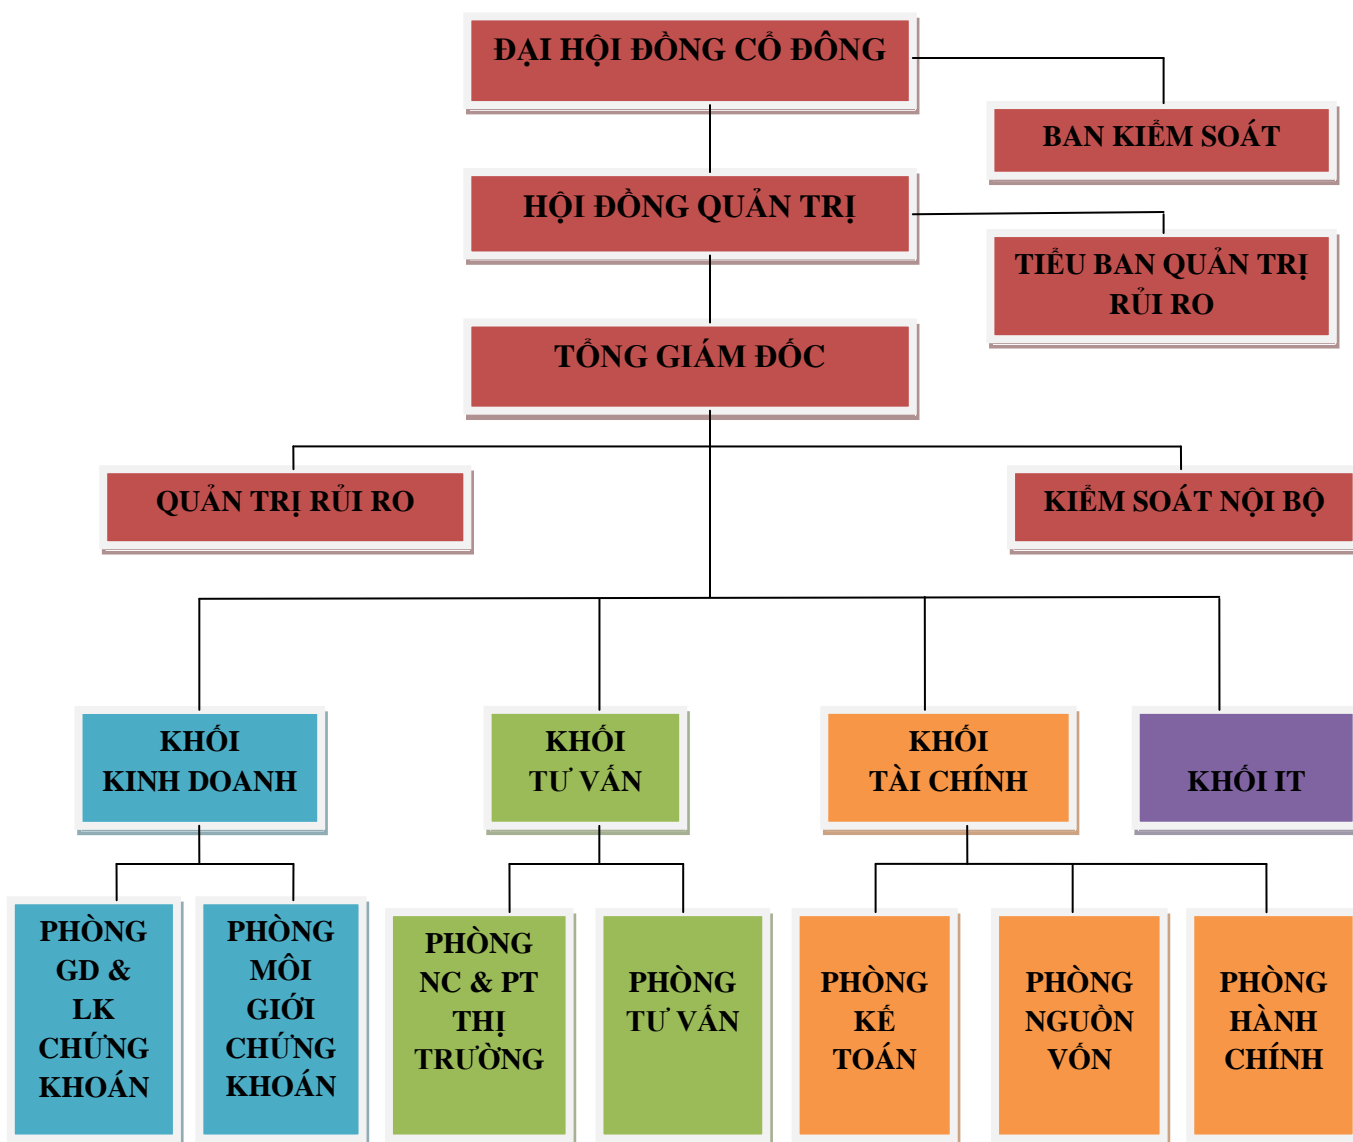 ĐẠI HỘI ĐỒNG CỔ ĐÔNG
BAN KIỂM SOÁT
HỘI ĐỒNG QUẢN TRỊ
TIỂU BAN QUẢN TRỊ
RỦI RO
TỔNG GIÁM ĐỐC
QUẢN TRỊ RỦI RO
KIỂM SOÁT NỘI BỘ
KHỐI
KINH DOANH
KHỐI
TƯ VẤN
KHỐI
TÀI CHÍNH
KHỐI IT
PHÒNG
GD &
LK
CHỨNG
KHOÁN
PHÒNG
MÔI
GIỚI
CHỨNG
KHOÁN
PHÒNG
NC & PT
THỊ
TRƯỜNG
PHÒNG
TƯ VẤN
PHÒNG
KẾ
TOÁN
PHÒNG
NGUỒN
VỐN
PHÒNG
HÀNH
CHÍNH